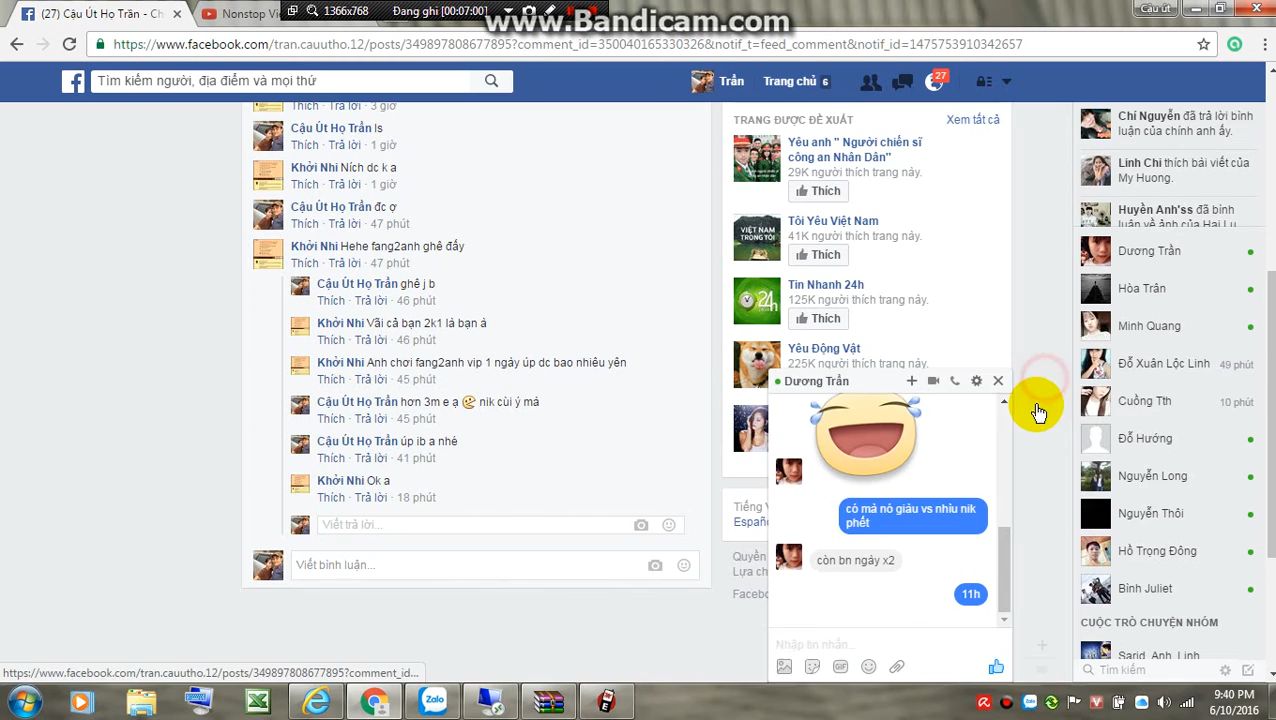 (27) Cậu Út Họ Trần - Ch
Nonstop Vi
1366x768
Đang ghi [00:07:00]
www.Bandicam.com
Cậu út
https://www.facebook.com/tran.cauutho.12/posts/349897808677895?comment_id=350040165330326&notif_t=feed_comment&notif_id=1475753910342657
Tìm kiếm người, địa điểm và mọi thứ
Trần
Trang chủ 6
27
Thích · Trả lời · 3 giờ
Cậu Út Họ Trần ls
Thích · Trả lời · 1 giờ
Khởi Nhi Ních dc k a
Thích · Trả lời · 1 giờ
Cậu Út Họ Trần đc ợ
Thích · Trả lời · 47 phút
Khởi Nhi Hehe fang2anh ghê đấy
Thích · Trả lời · 47 phút
Cậu Út Họ Trần ghê j b
Thích · Trả lời · 46 phút
Khởi Nhi Vãi cả bạn 2k1 là bạn à
Thích · Trả lời · 46 phút
Thích · Trả lời · 45 phút
Cậu Út Họ Trần hơn 3m e ạ nik cùi ý mà
Thích · Trả lời · 45 phút
Cậu Út Họ Trần úp ib a nhé
Thích · Trả lời · 41 phút
Khởi Nhi Ok a
Thích · Trả lời · 18 phút
Viết trả lời...
Viết bình luận...
TRANG ĐƯỢC ĐỀ XUẤT
Xem tất cả
Yêu anh " Người chiến sĩ
công an Nhân Dân"
29K người thích trang này.
Thích
Tôi Yêu Việt Nam
41K người thích trang này.
Thích
VIỆT NAM
TRONG TÔI
Tin Nhanh 24h
125K người thích trang này.
Thích
24h
Yêu Động Vật
225K người thích trang này.
Tiếng V
Españo
Quyền
Lựa ch
Facebo
Dương Trần
có mà nó giàu vs nhìu nik
phết
còn bn ngày x2
11h
Nhập tin nhắn...
GIF
Chi Nguyễn đã trả lời bình
luận của chính anh ấy.
Linh Chi thích bài viết của
My Huong.
Huyền Anh'ss đã bình
luận về ảnh của Hai Lu
Dương Trần
Hòa Trân
Minh Quang
Đỗ Xuân Lộc Linh 49 phút
Cuồng Tth 10 phút
Đỗ Hướng
Nguyễn Long
Nguyễn Thôi
Hồ Trọng Đông
Bình Juliet
CUỘC TRÒ CHUYỆN NHÓM
Sarid, Anh, Linh
Tìm kiếm
https://www.facebook.com/tran.cauutho.12/posts/349897808677895?comment_id...
Zalo
9:40 PM
6/10/2016